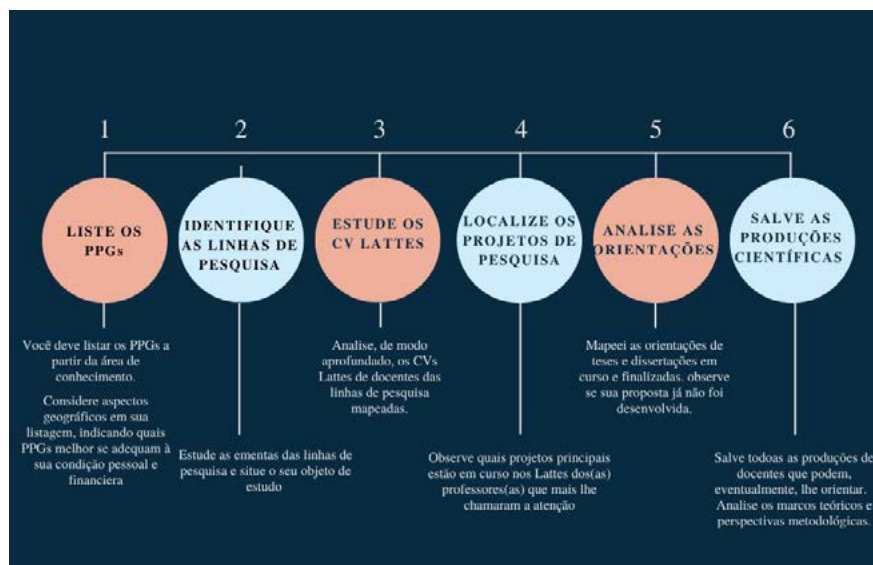 1
LISTE OS
PPGs
Você deve listar os PPGs a
partir da área de
conhecimento.
Considere aspectos
geográficos em sua
listagem, indicando quais
PPGs melhor se adequam à
sua condição pessoal e
financiera
2
IDENTIFIQUE
AS LINHAS DE
PESQUISA
Estude as ementas das linhas de
pesquisa e situe o seu objeto de
estudo
3
ESTUDE OS
CV LATTES
Analise, de modo
aprofundado, os CVs
Lattes de docentes das
linhas de pesquisa
mapeadas.
4
LOCALIZE OS
PROJETOS DE
PESQUISA
Observe quais projetos principais
estão em curso nos Lattes dos(as)
professores(as) que mais lhe
chamaram a atenção
5
ANALISE AS
ORIENTAÇÕES
Mapeei as orientações de
teses e dissertações em
curso e finalizadas. observe
se sua proposta já não foi
desenvolvida.
6
SALVE AS
PRODUÇÕES
CIENTÍFICAS
Salve todoas as produções de
docentes que podem,
eventualmente, lhe orientar.
Analise os marcos teóricos e
perspectivas metodológicas.